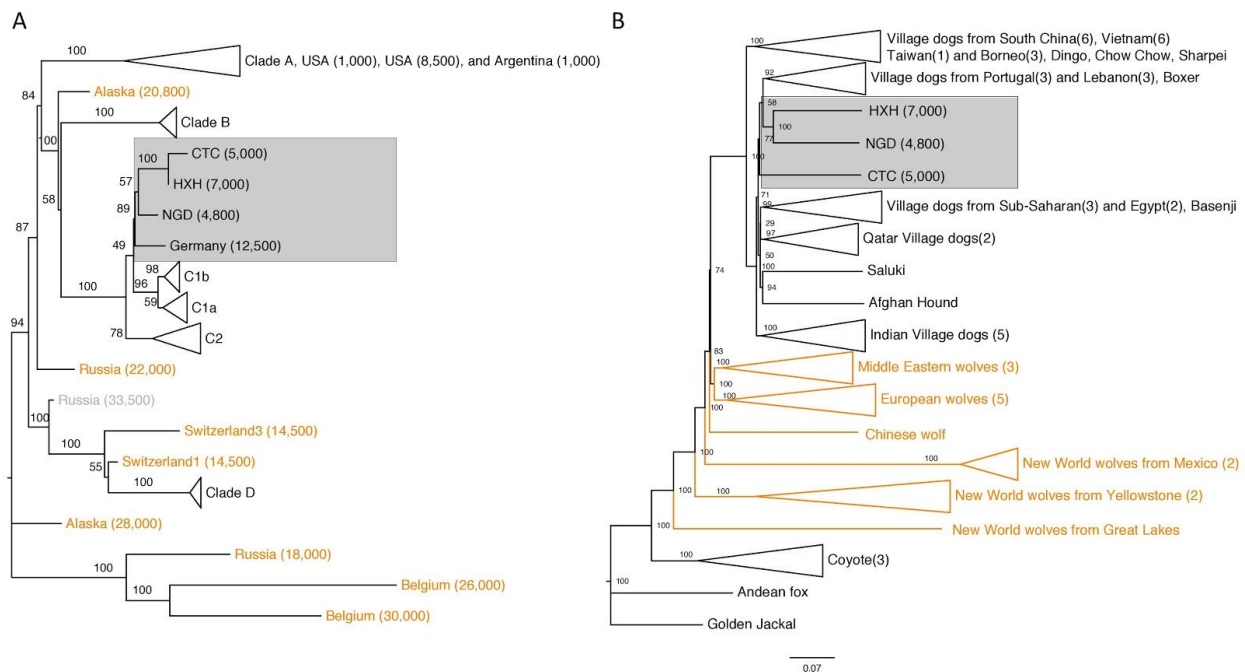 A
100
Clade A, USA (1,000), USA (8,500), and Argentina (1,000)
84
Alaska (20,800)
100
100
Clade B
CTC (5,000)
100
57
HXH (7,000)
58
89
NGD (4,800)
87
49
Germany (12,500)
98
C1b
100
96
59
C1a
94
78
C2
Russia (22,000)
Russia (33,500)
100
Switzerland3 (14,500)
100
55
Switzerland1 (14,500)
100
Clade D
Alaska (28,000)
Russia (18,000)
100
Belgium (26,000)
100
Belgium (30,000)
B
100
Village dogs from South China(6), Vietnam(6)
Taiwan(1) and Borneo(3), Dingo, Chow Chow, Sharpei
92
Village dogs from Portugal(3) and Lebanon(3), Boxer
58
HXH (7,000)
100
77
NGD (4,800)
100
CTC (5,000)
71
98
Village dogs from Sub-Saharan(3) and Egypt(2), Basenji
29
97
Qatar Village dogs(2)
50
100
Saluki
74
94
Afghan Hound
100
Indian Village dogs (5)
83
100
Middle Eastern wolves (3)
100
100
European wolves (5)
100
Chinese wolf
100
100
New World wolves from Mexico (2)
100
100
New World wolves from Yellowstone (2)
100
New World wolves from Great Lakes
100
Coyote(3)
100
Andean fox
Golden Jackal
0.07